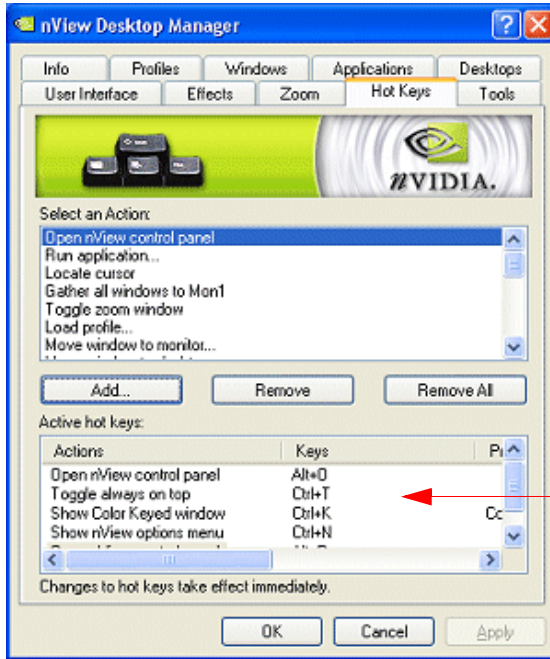 nView Desktop Manager
Info Profiles Windows Applications Desktops
User Interface Effects Zoom Hot Keys Tools
nVIDIA.
Select an Action:
Open nView control panel
Run application...
Locate cursor
Gather all windows to Mon1
Toggle zoom window
Load profile...
Move window to monitor...
Add... Remove Remove All
Active hot keys:
Actions Keys
Open nView control panel Alt+O
Toggle always on top Ctrl+T
Show Color Keyed window Ctrl+K
Show nView options menu Ctrl+N
Changes to hot keys take effect immediately.
OK Cancel Apply